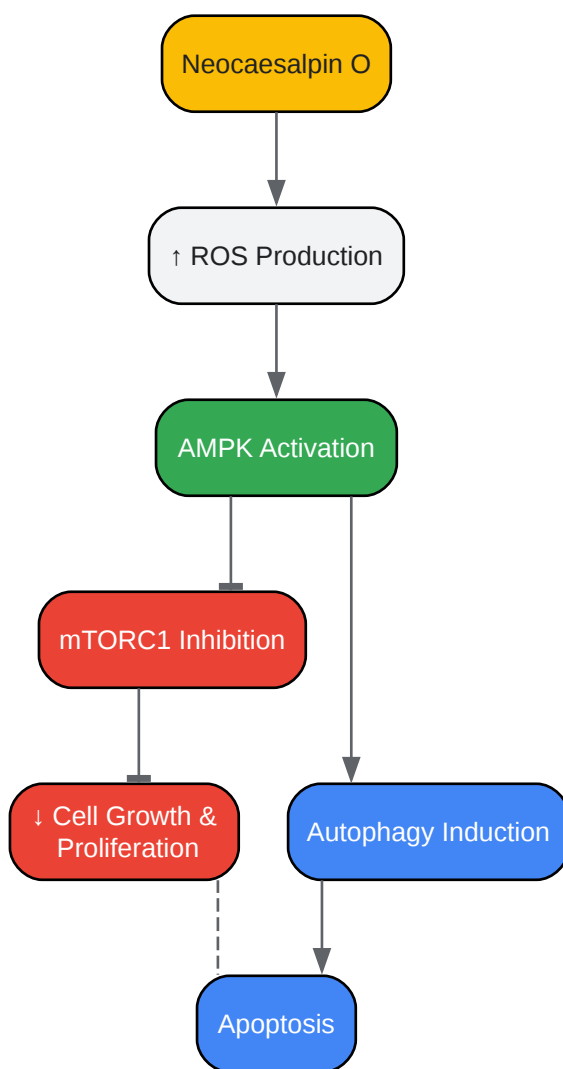 Neocaesalpin O
↑ ROS Production
AMPK Activation
mTORC1 Inhibition
↓ Cell Growth &
Proliferation
Autophagy Induction
Apoptosis